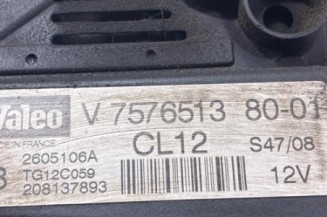 Valeo V 7576513 80-01
MADE IN FRANCE CL12 S47/08
2605106A
TG12C059 12V
208137893